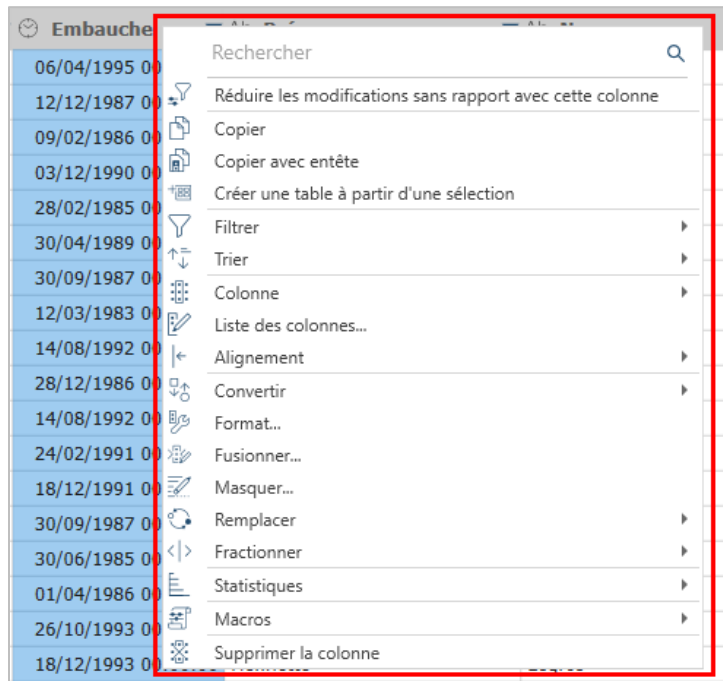 Embauche
Rechercher
06/04/1995 00
Réduire les modifications sans rapport avec cette colonne
12/12/1987 00
Copier
09/02/1986 00
Copier avec entête
03/12/1990 00
Créer une table à partir d'une sélection
28/02/1985 00
Filtrer
30/04/1989 00
Trier
30/09/1987 00
Colonne
12/03/1983 00
Liste des colonnes...
14/08/1992 00
Alignement
28/12/1986 00
Convertir
14/08/1992 00
Format...
24/02/1991 00
Fusionner...
18/12/1991 00
Masquer...
30/09/1987 00
Remplacer
30/06/1985 00
Fractionner
01/04/1986 00
Statistiques
26/10/1993 00
Macros
18/12/1993 00
Supprimer la colonne